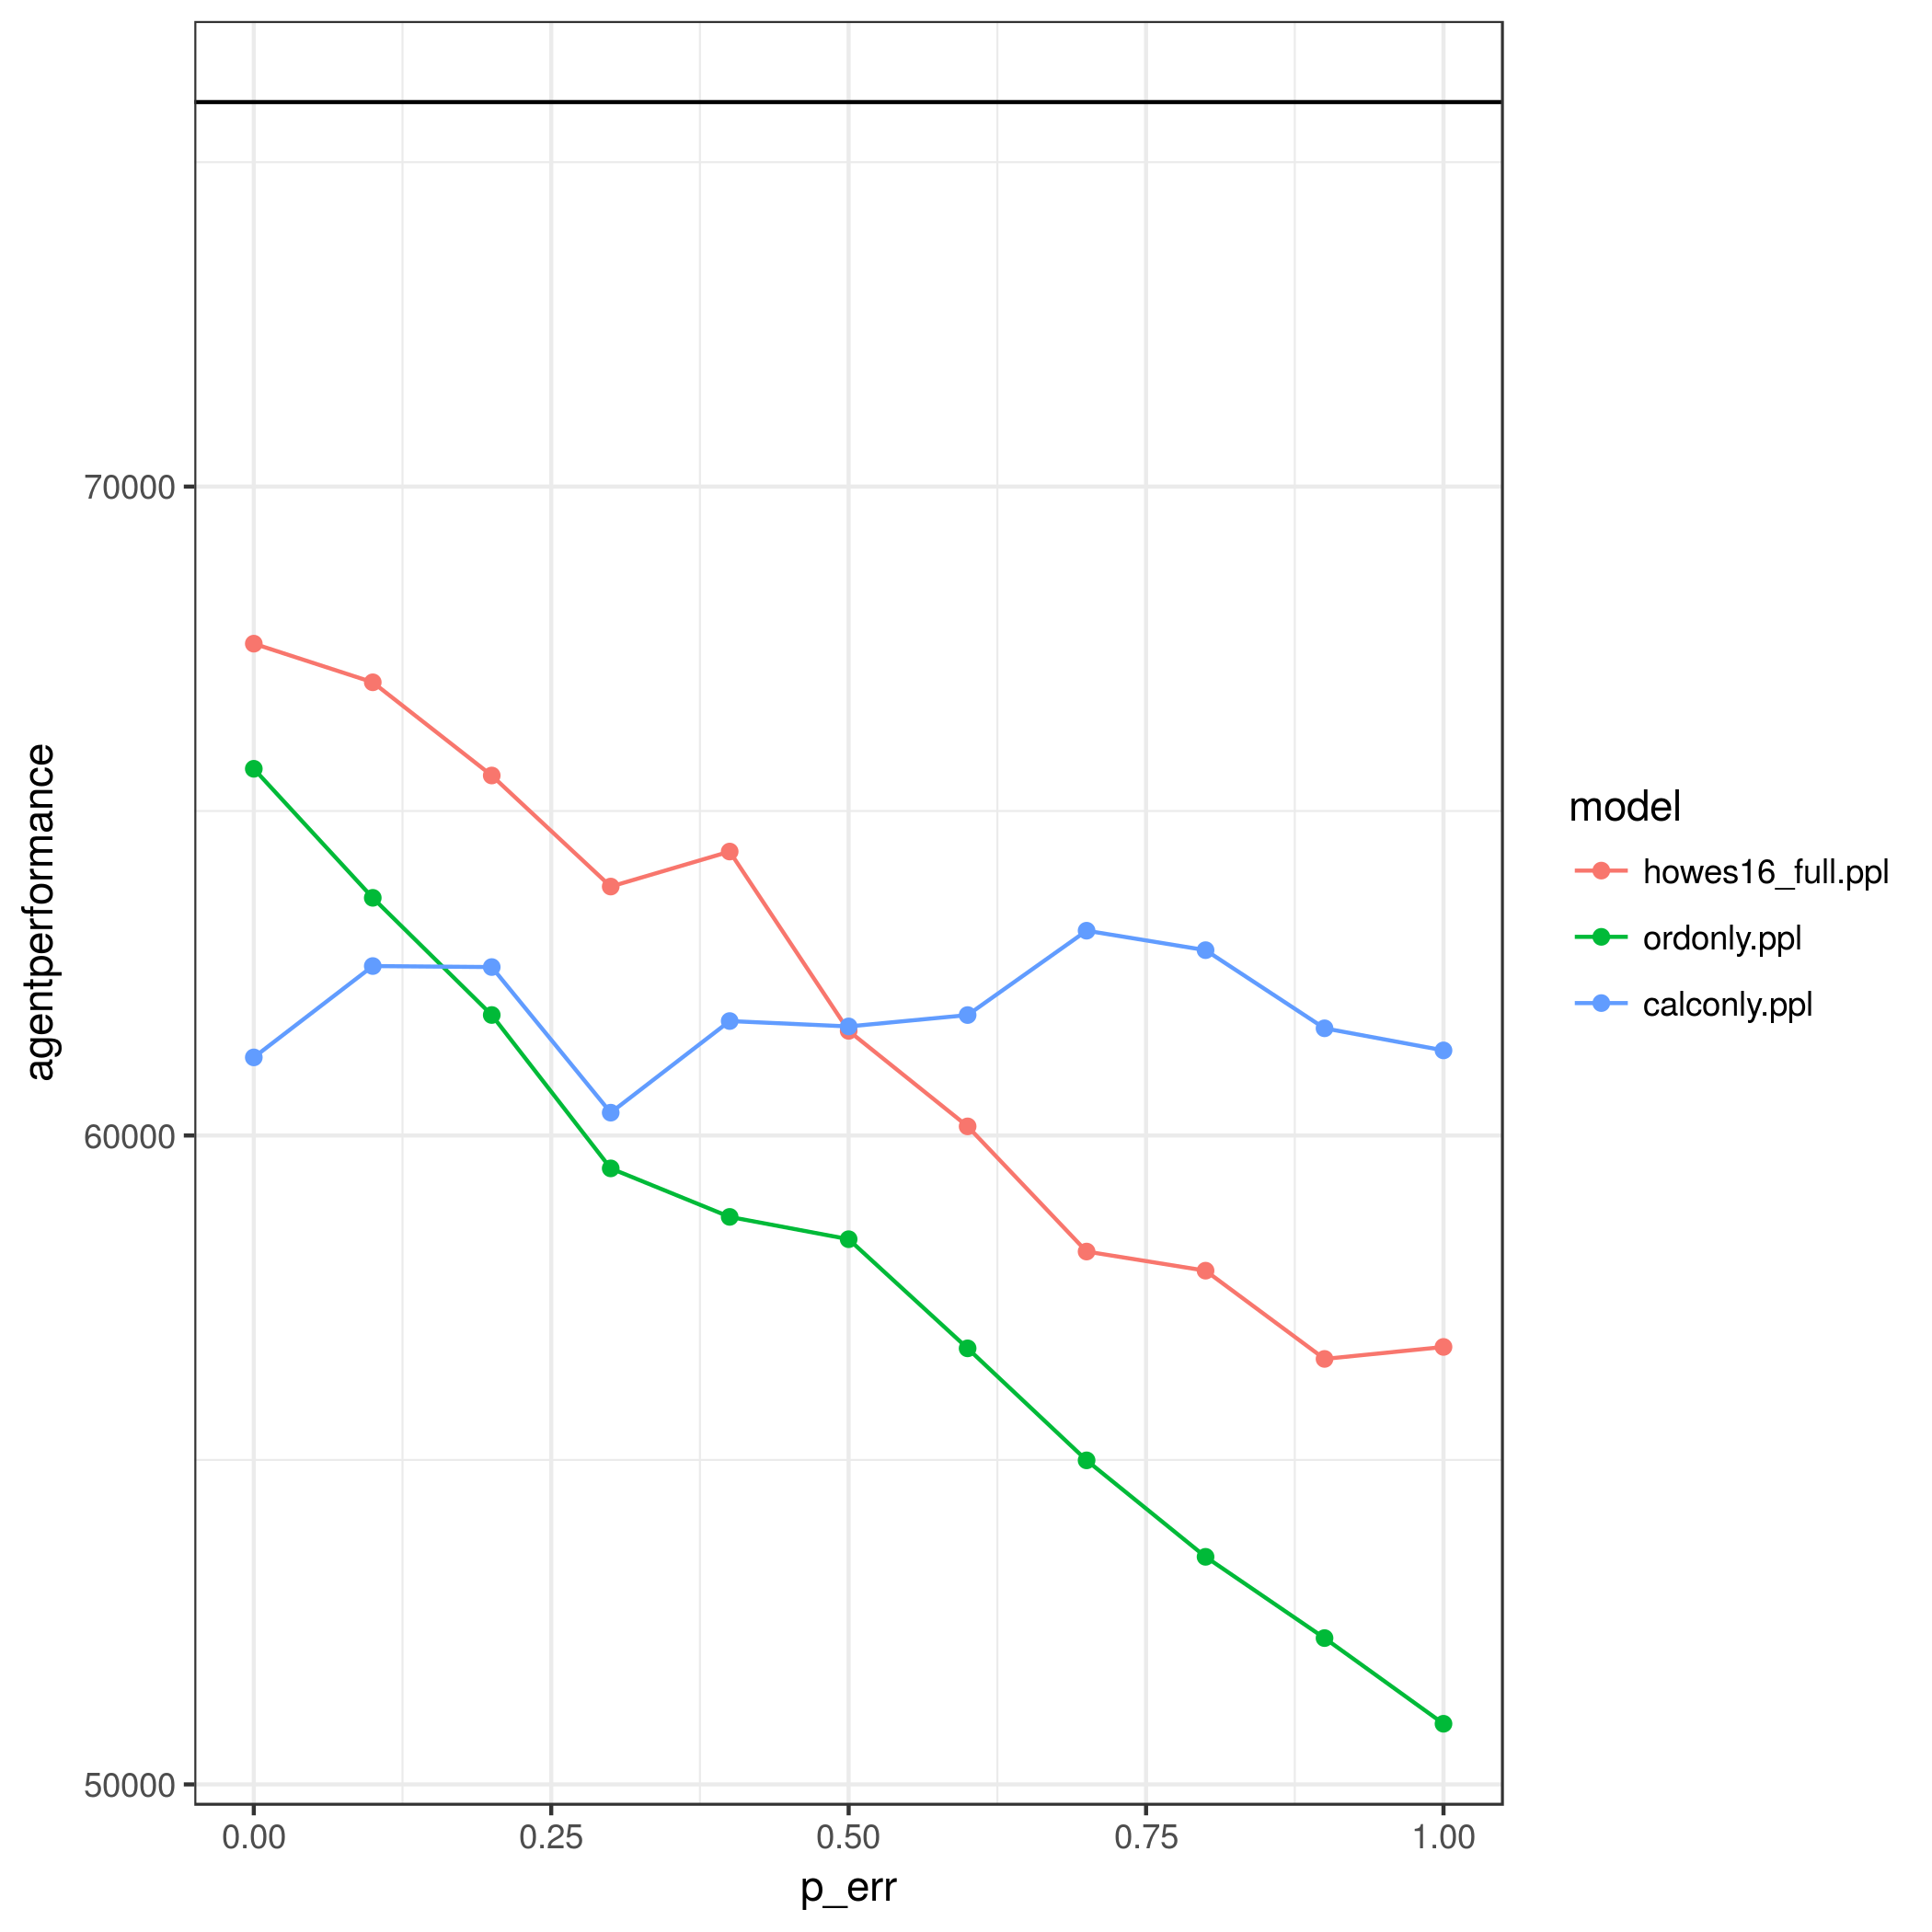 agentperformance
70000
60000
50000
0.00 0.25 0.50 0.75 1.00
p_err
model
howes16_full.ppl
ordonly.ppl
calconly.ppl